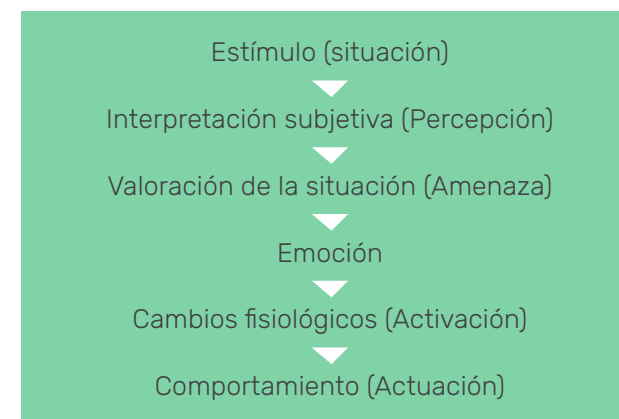 Estímulo (situación)
Interpretación subjetiva (Percepción)
Valoración de la situación (Amenaza)
Emoción
Cambios fisiológicos (Activación)
Comportamiento (Actuación)